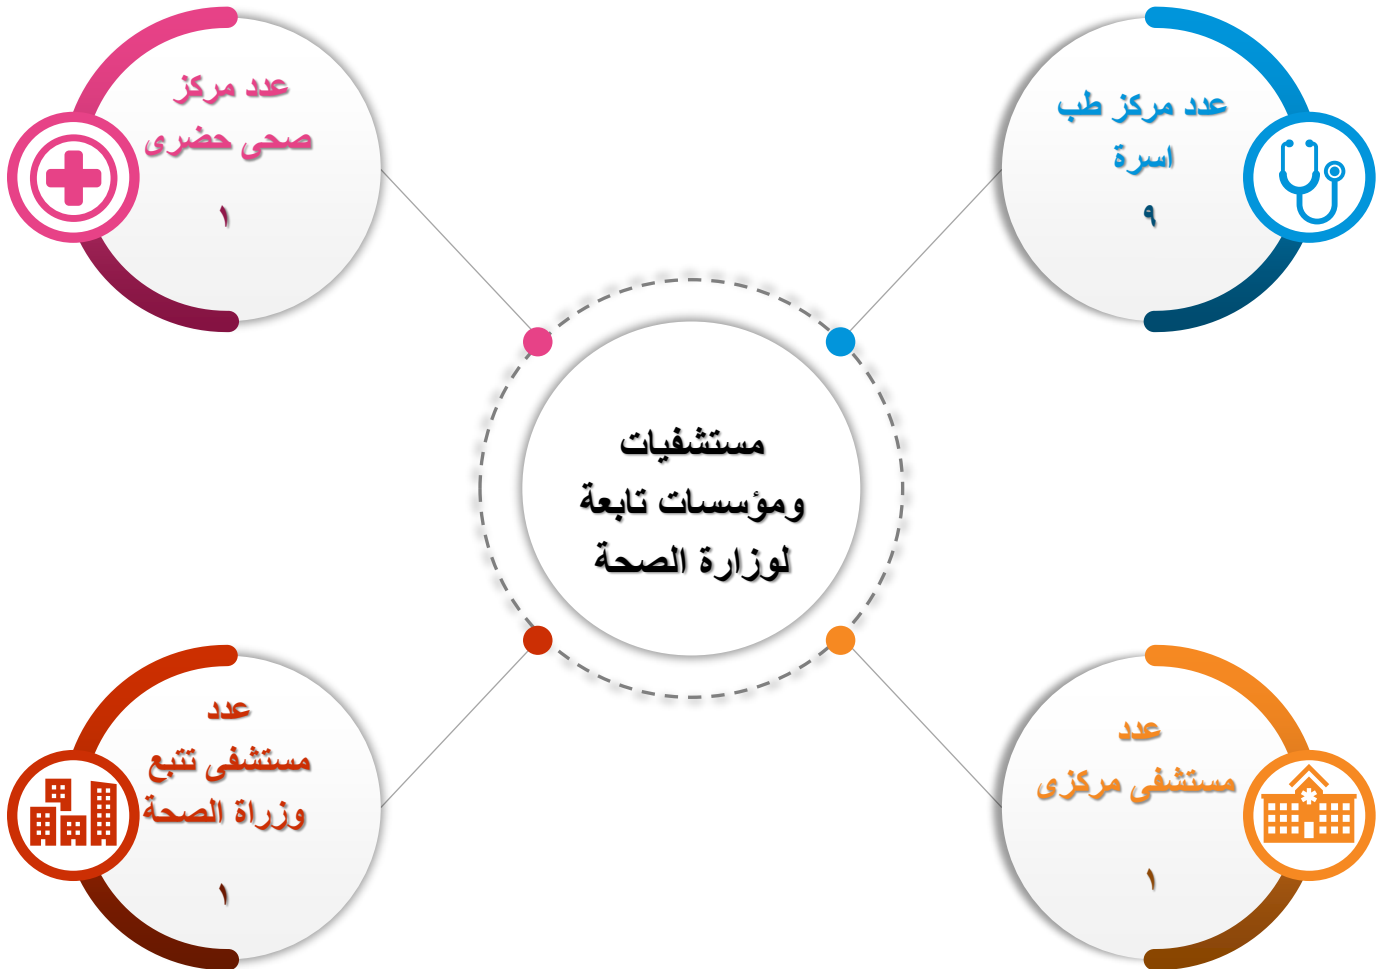 عدد مركز طب
اسرة
٩
عدد مركز
صحى حضرى
١
مستشفيات
ومؤسسات تابعة
لوزارة الصحة
عدد
مستشفى مركزى
١
عدد
مستشفى تتبع
وزراة الصحة
١